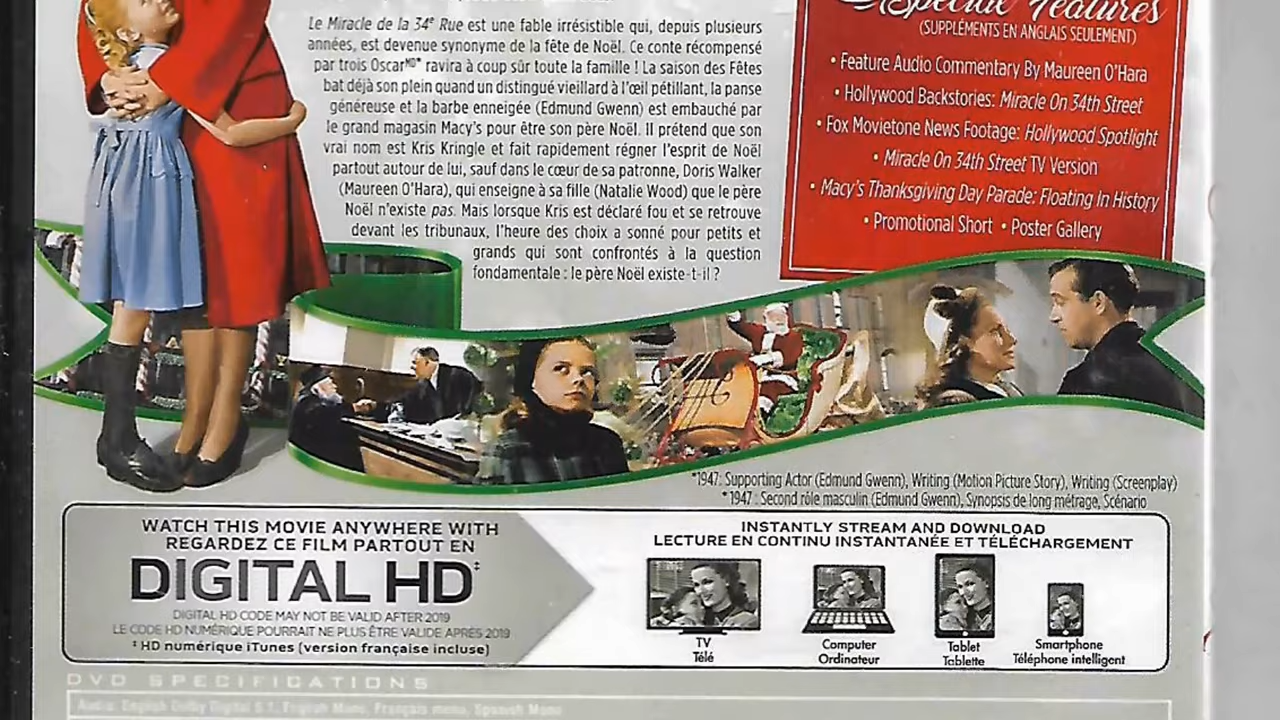 Le Miracle de la 34e Rue est une fable irrésistible qui, depuis plusieurs
années, est devenue synonyme de la fête de Noël. Ce conte récompensé
par trois OscarMD* ravira à coup sûr toute la famille ! La saison des Fêtes
bat déjà son plein quand un distingué vieillard à l'œil pétillant, la panse
généreuse et la barbe enneigée (Edmund Gwenn) est embauché par
le grand magasin Macy's pour être son père Noël. Il prétend que son
vrai nom est Kris Kringle et fait rapidement régner l'esprit de Noël
partout autour de lui, sauf dans le cœur de sa patronne, Doris Walker
(Maureen O'Hara), qui enseigne à sa fille (Natalie Wood) que le père
Noël n'existe pas. Mais lorsque Kris est déclaré fou et se retrouve
devant les tribunaux, l'heure des choix a sonné pour petits et
grands qui sont confrontés à la question
fondamentale : le père Noël existe-t-il ?
Special Features
(SUPPLÉMENTS EN ANGLAIS SEULEMENT)
• Feature Audio Commentary By Maureen O'Hara
• Hollywood Backstories: Miracle On 34th Street
• Fox Movietone News Footage: Hollywood Spotlight
• Miracle On 34th Street TV Version
• Macy's Thanksgiving Day Parade: Floating In History
• Promotional Short • Poster Gallery
*1947: Supporting Actor (Edmund Gwenn), Writing (Motion Picture Story), Writing (Screenplay)
*1947 : Second rôle masculin (Edmund Gwenn), Synopsis de long métrage, Scénario
WATCH THIS MOVIE ANYWHERE WITH
REGARDEZ CE FILM PARTOUT EN
DIGITAL HD‡
DIGITAL HD CODE MAY NOT BE VALID AFTER 2019
LE CODE HD NUMÉRIQUE POURRAIT NE PLUS ÊTRE VALIDE APRÈS 2019
‡ HD numérique iTunes (version française incluse)
INSTANTLY STREAM AND DOWNLOAD
LECTURE EN CONTINU INSTANTANÉE ET TÉLÉCHARGEMENT
TV
Télé
Computer
Ordinateur
Tablet
Tablette
Smartphone
Téléphone intelligent
DVD SPECIFICATIONS
Audio: English Dolby Digital 5.1, English Mono, Français mono, Spanish Mono